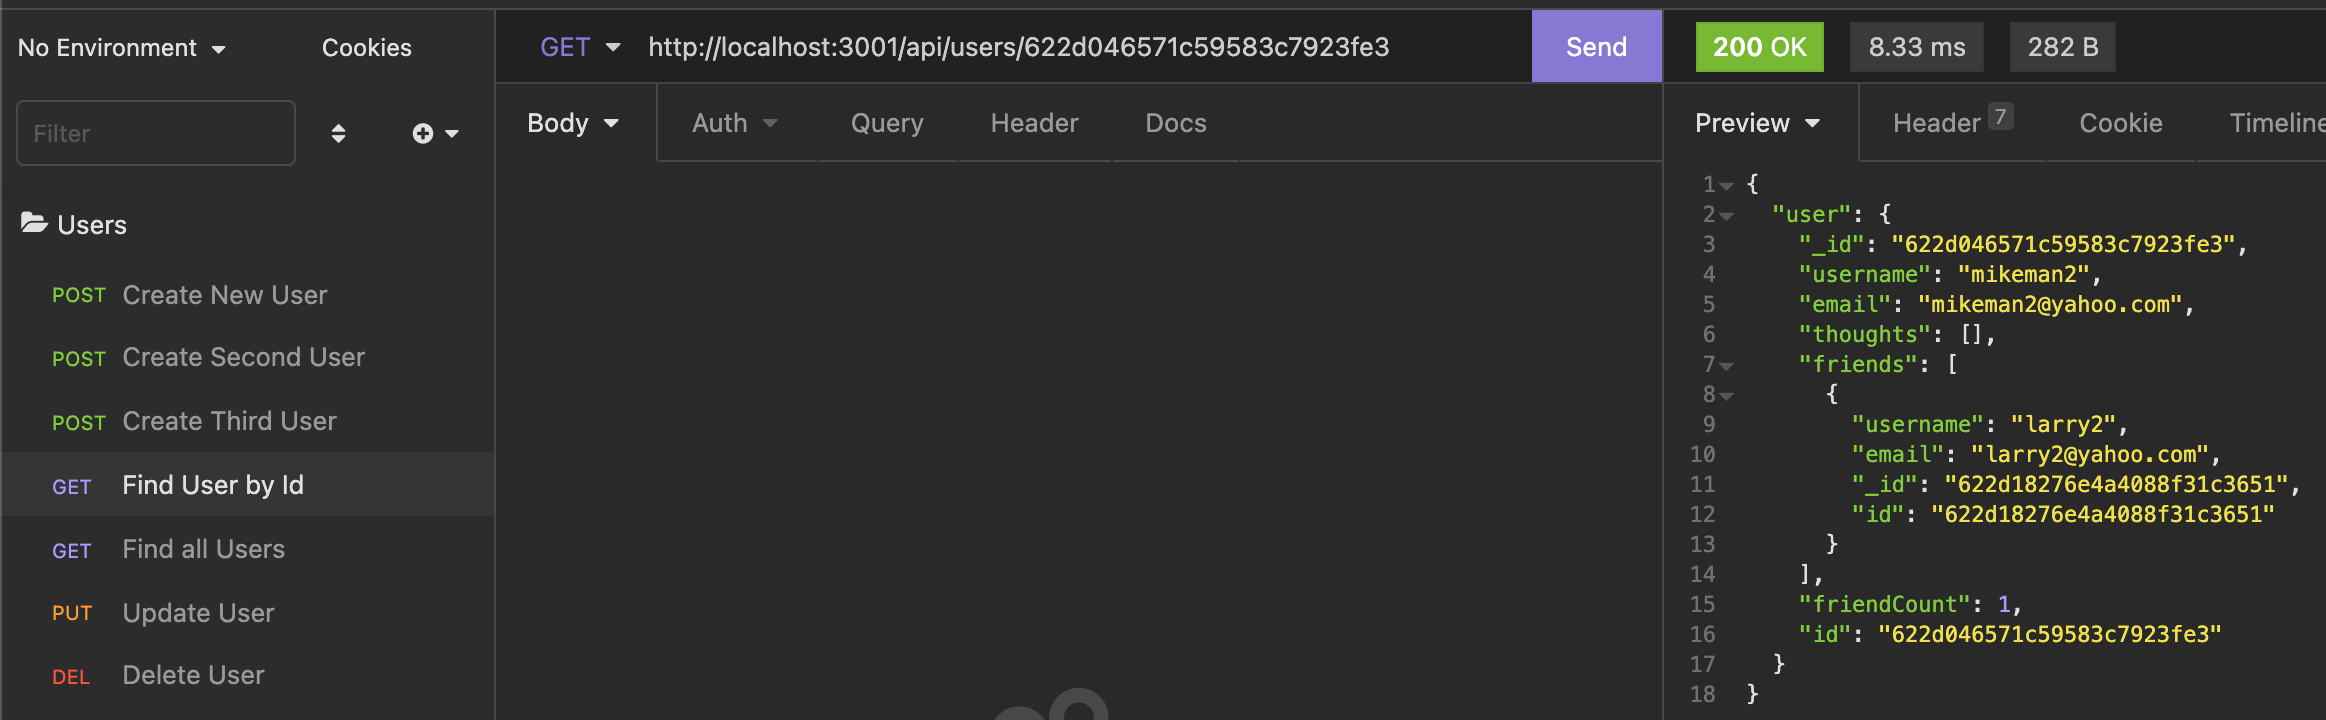 No Environment
Cookies
Filter
Users
POST Create New User
POST Create Second User
POST Create Third User
GET Find User by Id
GET Find all Users
PUT Update User
DEL Delete User
GET http://localhost:3001/api/users/622d046571c59583c7923fe3 Send
Body Auth Query Header Docs
200 OK 8.33 ms 282 B
Preview Header 7 Cookie Timeline
1 {
2 "user": {
3 "_id": "622d046571c59583c7923fe3",
4 "username": "mikeman2",
5 "email": "mikeman2@yahoo.com",
6 "thoughts": [],
7 "friends": [
8 {
9 "username": "larry2",
10 "email": "larry2@yahoo.com",
11 "_id": "622d18276e4a4088f31c3651",
12 "id": "622d18276e4a4088f31c3651"
13 }
14 ],
15 "friendCount": 1,
16 "id": "622d046571c59583c7923fe3"
17 }
18 }